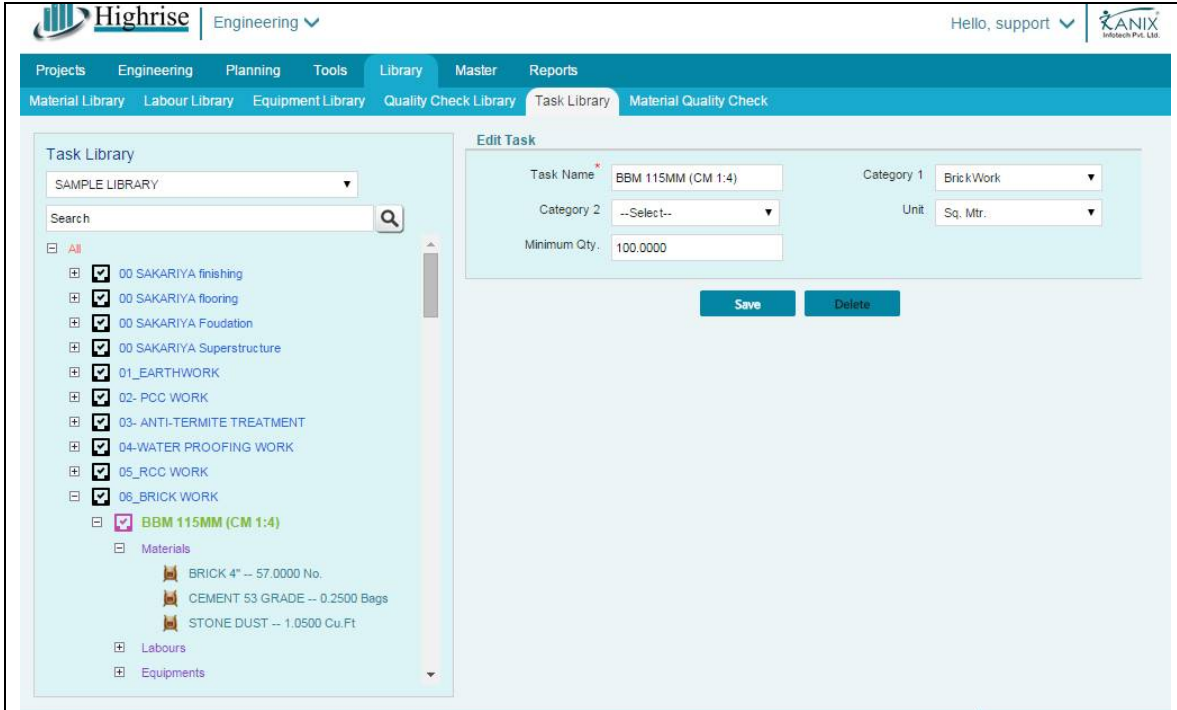 Highrise Engineering Hello, support KANIX
Infotech Pvt. Ltd.
Projects Engineering Planning Tools Library Master Reports
Material Library Labour Library Equipment Library Quality Check Library Task Library Material Quality Check
Task Library
SAMPLE LIBRARY
Search
All
00 SAKARIYA finishing
00 SAKARIYA flooring
00 SAKARIYA Foudation
00 SAKARIYA Superstructure
01_EARTHWORK
02- PCC WORK
03- ANTI-TERMITE TREATMENT
04-WATER PROOFING WORK
05_RCC WORK
06_BRICK WORK
BBM 115MM (CM 1:4)
Materials
BRICK 4" -- 57.0000 No.
CEMENT 53 GRADE -- 0.2500 Bags
STONE DUST -- 1.0500 Cu.Ft
Labours
Equipments
Edit Task
Task Name* BBM 115MM (CM 1:4) Category 1 BrickWork
Category 2 --Select-- Unit Sq. Mtr.
Minimum Qty. 100.0000
Save Delete